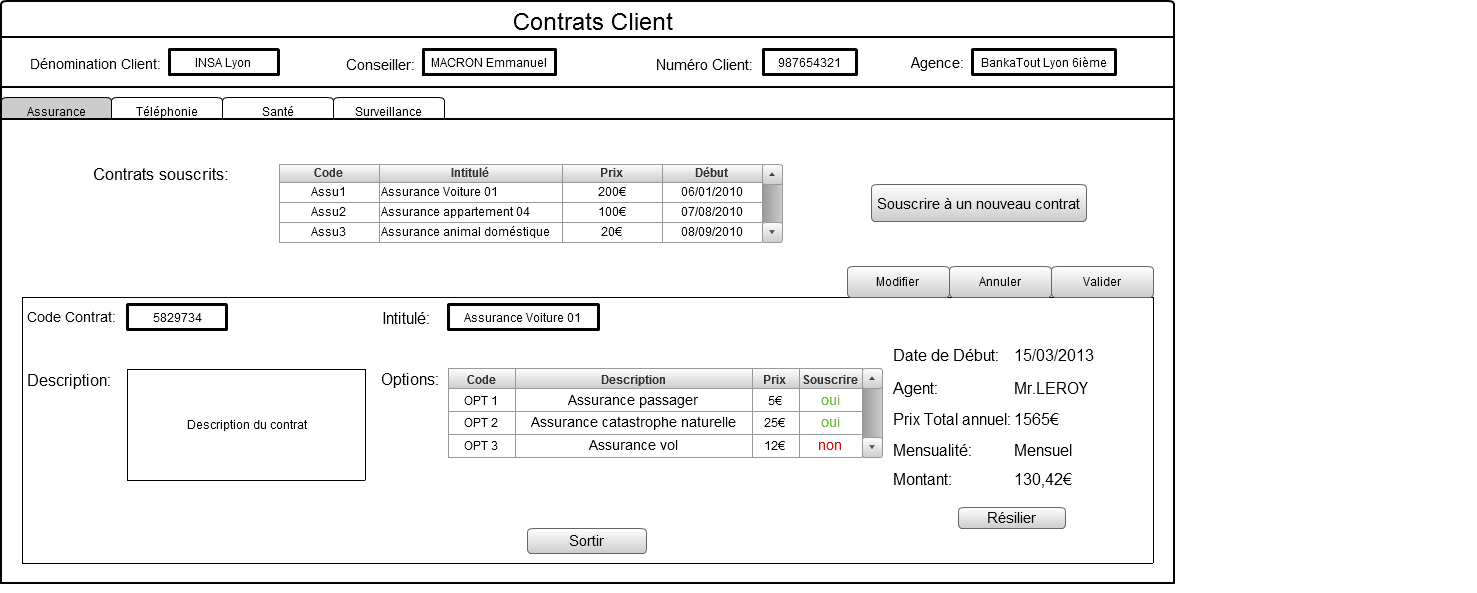 Contrats Client
Dénomination Client: INSA Lyon Conseiller: MACRON Emmanuel Numéro Client: 987654321 Agence: BankaTout Lyon 6ième
Assurance Téléphonie Santé Surveillance
Contrats souscrits:
Code Intitulé Prix Début
Assu1 Assurance Voiture 01 200€ 06/01/2010
Assu2 Assurance appartement 04 100€ 07/08/2010
Assu3 Assurance animal doméstique 20€ 08/09/2010
Souscrire à un nouveau contrat
Modifier Annuler Valider
Code Contrat: 5829734 Intitulé: Assurance Voiture 01
Description: Description du contrat
Options:
Code Description Prix Souscrire
OPT 1 Assurance passager 5€ oui
OPT 2 Assurance catastrophe naturelle 25€ oui
OPT 3 Assurance vol 12€ non
Date de Début: 15/03/2013
Agent: Mr.LEROY
Prix Total annuel: 1565€
Mensualité: Mensuel
Montant: 130,42€
Résilier
Sortir